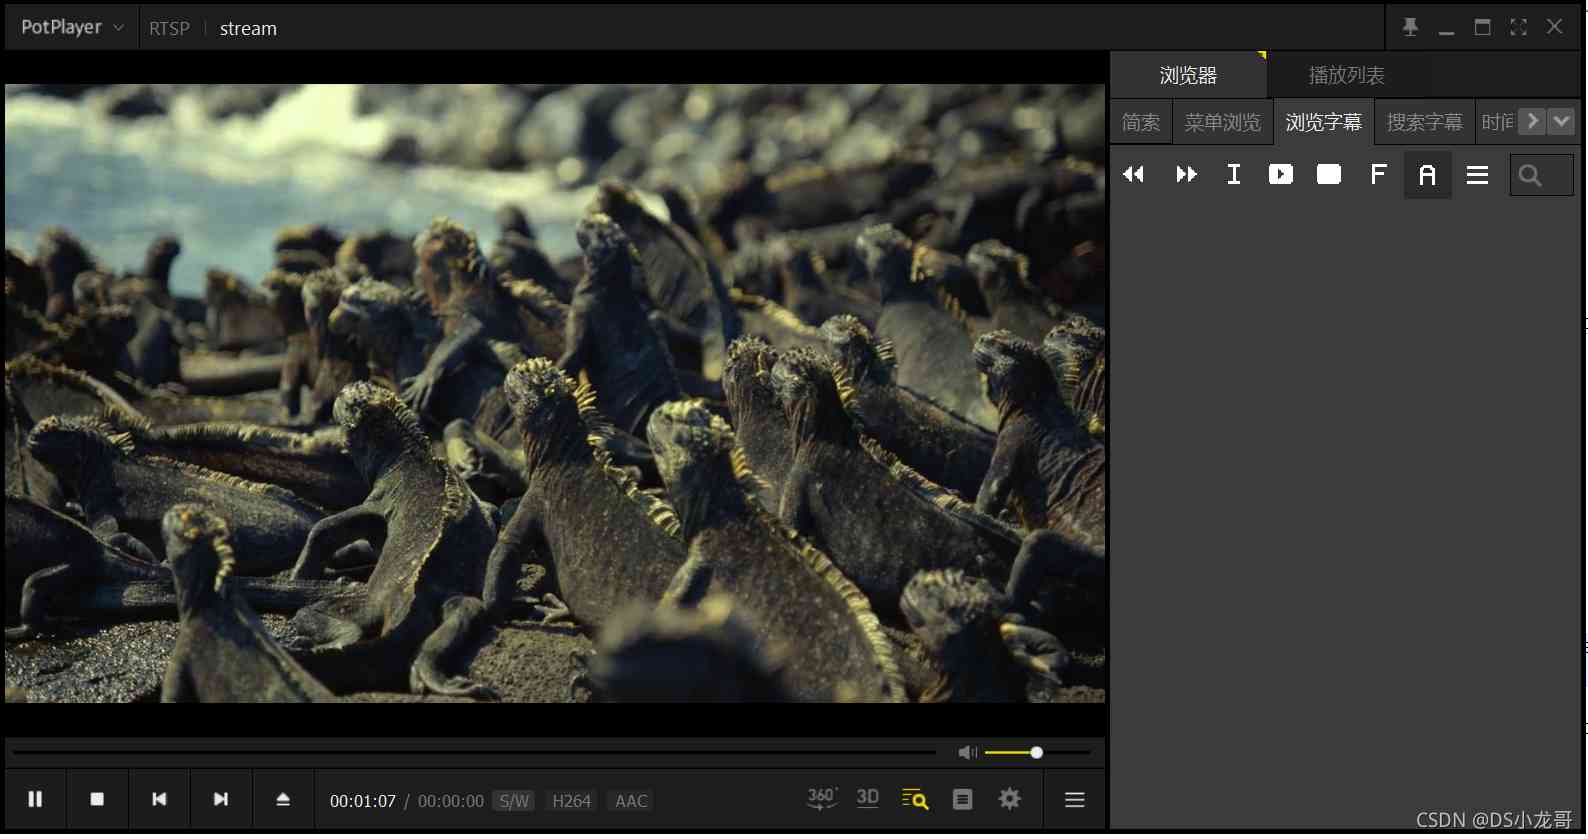 PotPlayer RTSP stream
浏览器 播放列表
简索 菜单浏览 浏览字幕 搜索字幕 时间
I F A
00:01:07 / 00:00:00 S/W H264 AAC 360° 3D
CSDN @DS小龙哥